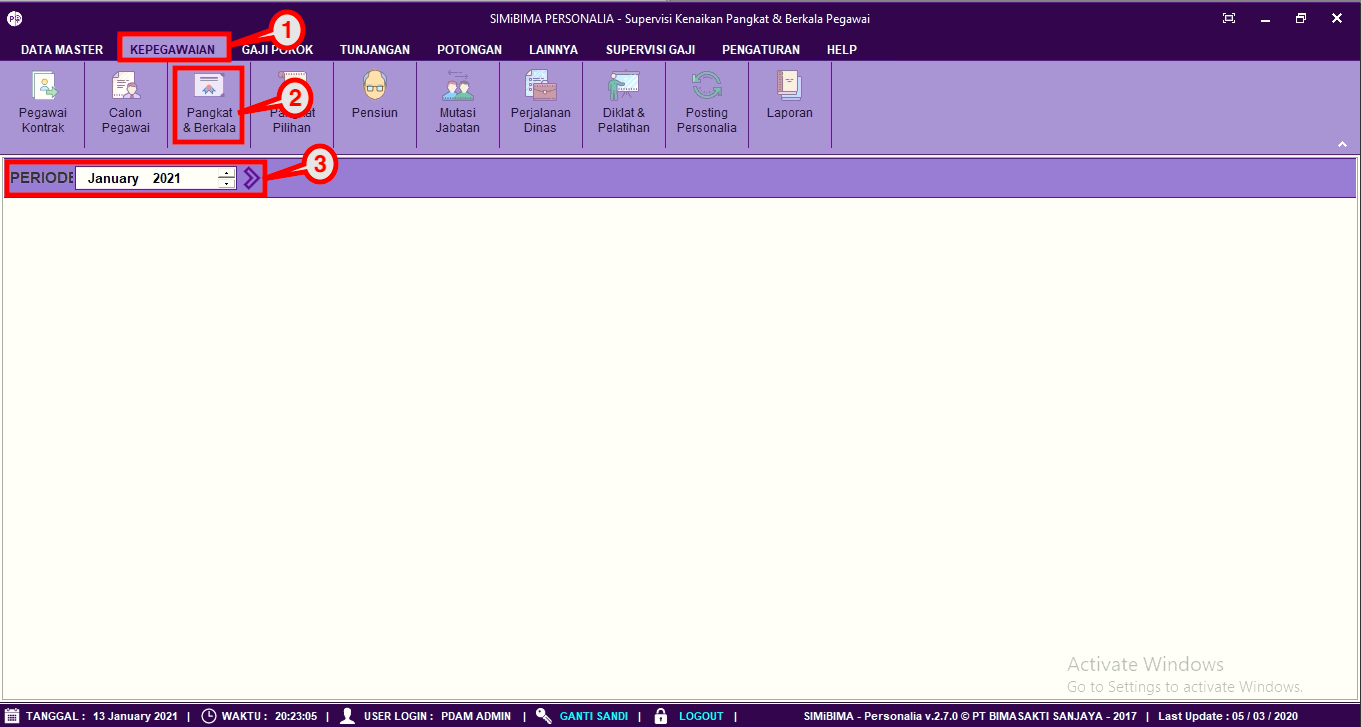 SIMiBIMA PERSONALIA - Supervisi Kenaikan Pangkat & Berkala Pegawai
DATA MASTER KEPEGAWAIAN GAJI POKOK TUNJANGAN POTONGAN LAINNYA SUPERVISI GAJI PENGATURAN HELP
1
Pegawai Kontrak
Calon Pegawai
Pangkat & Berkala
2
Pilihan
Pensiun
Mutasi Jabatan
Perjalanan Dinas
Diklat & Pelatihan
Posting Personalia
Laporan
PERIODE January 2021
3
Activate Windows
Go to Settings to activate Windows.
TANGGAL : 13 January 2021 | WAKTU : 20:23:05 | USER LOGIN : PDAM ADMIN | GANTI SANDI | LOGOUT | SIMiBIMA - Personalia v.2.7.0 © PT BIMASAKTI SANJAYA - 2017 | Last Update : 05 / 03 / 2020